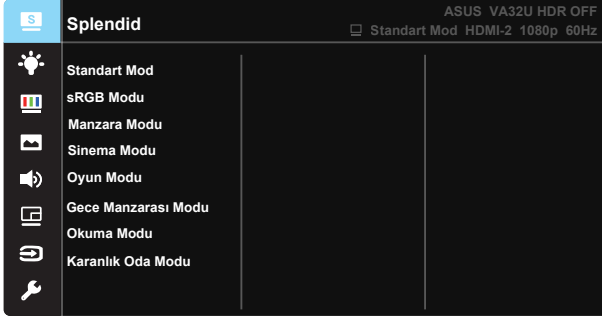 S
Splendid
ASUS VA32U HDR OFF
Standart Mod HDMI-2 1080p 60Hz
Standart Mod
sRGB Modu
Manzara Modu
Sinema Modu
Oyun Modu
Gece Manzarası Modu
Okuma Modu
Karanlık Oda Modu